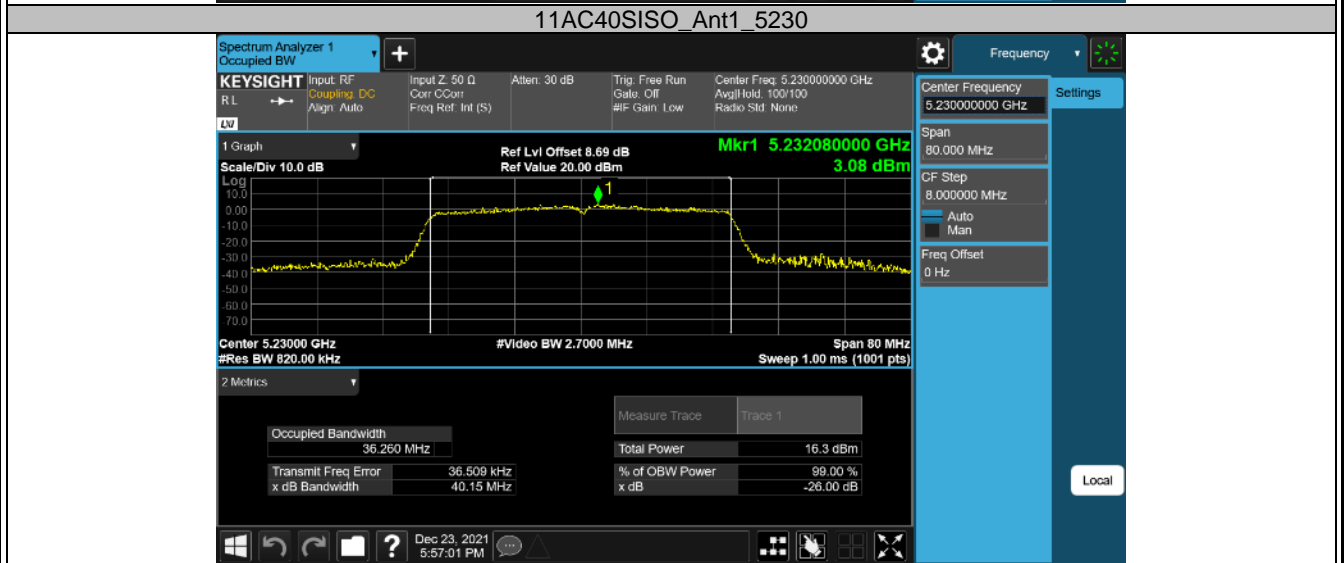 11AC40SISO_Ant1_5230
Spectrum Analyzer 1
Occupied BW
+
Frequency
KEYSIGHT
R L
LXI
Input: RF
Coupling: DC
Align: Auto
Input Z: 50 Ω
Corr CCorr
Freq Ref: Int (S)
Atten: 30 dB
Trig: Free Run
Gate: Off
#IF Gain: Low
Center Freq: 5.230000000 GHz
Avg|Hold: 100/100
Radio Std: None
Center Frequency
5.230000000 GHz
Settings
Span
80.000 MHz
CF Step
8.000000 MHz
Auto
Man
Freq Offset
0 Hz
1 Graph
Scale/Div 10.0 dB
Ref Lvl Offset 8.69 dB
Ref Value 20.00 dBm
Mkr1 5.232080000 GHz
3.08 dBm
Log
10.0
0.00
-10.0
-20.0
-30.0
-40.0
-50.0
-60.0
70.0
1
Center 5.23000 GHz
#Res BW 820.00 kHz
#Video BW 2.7000 MHz
Span 80 MHz
Sweep 1.00 ms (1001 pts)
2 Metrics
Measure Trace Trace 1
Occupied Bandwidth
36.260 MHz
Total Power 16.3 dBm
Transmit Freq Error 36.509 kHz
% of OBW Power 99.00 %
x dB Bandwidth 40.15 MHz
x dB -26.00 dB
Local
?
Dec 23, 2021
5:57:01 PM